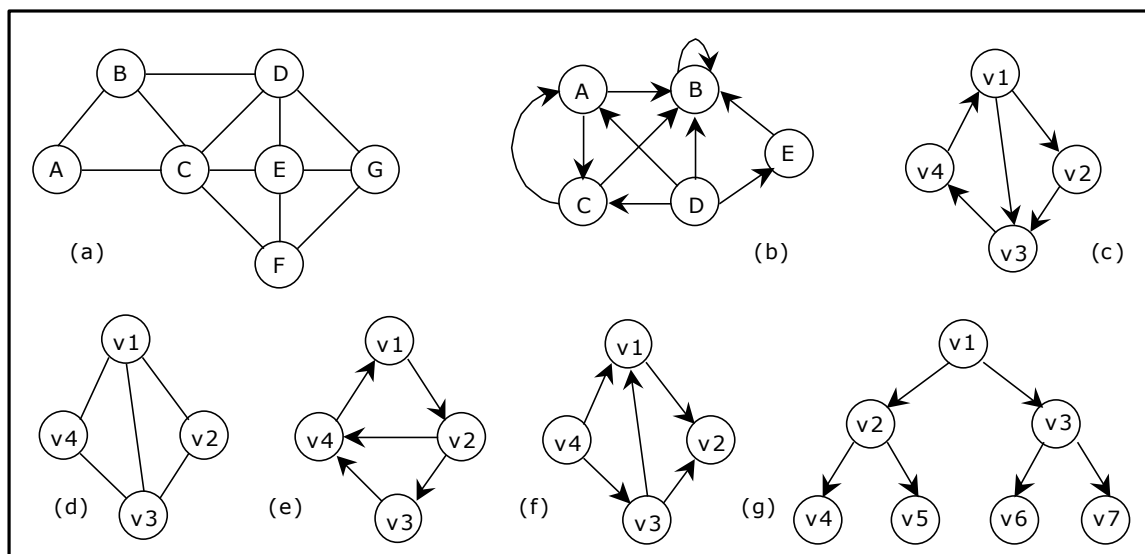 B D A C E G F (a)
A B C D E (b)
v1 v4 v2 v3 (c)
v1 v4 v2 v3 (d)
v1 v4 v2 v3 (e)
v1 v4 v2 v3 (f)
v1 v2 v3 v4 v5 v6 v7 (g)